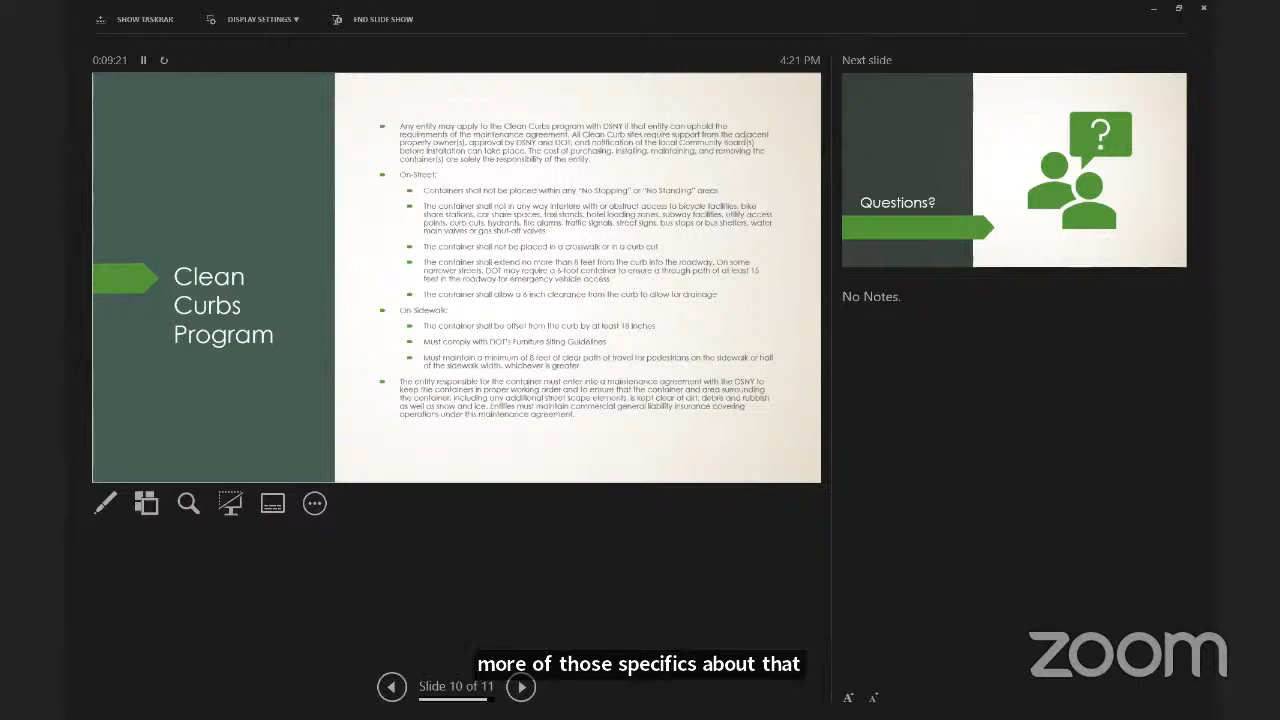 SHOW TASKBAR
DISPLAY SETTINGS ▼
END SLIDE SHOW
0:09:21
4:21 PM
Next slide
Clean
Curbs
Program
Any entity may apply to the Clean Curbs program with DSNY if that entity can uphold the
requirements of the maintenance agreement. All Clean Curb sites require support from the adjacent
property owner(s), approval by DSNY and DOT, and notification of the local Community Board(s)
before installation can take place. The cost of purchasing, installing, maintaining, and removing the
container(s) are solely the responsibility of the entity.
On-Street:
Containers shall not be placed within any "No Stopping" or "No Standing" areas
The container shall not in any way interfere with or obstruct access to bicycle facilities, bike
share stations, car share spaces, taxi stands, hotel loading zones, subway facilities, utility access
points, curb cuts, hydrants, fire alarms, traffic signals, street signs, bus stops or bus shelters, water
main valves or gas shut-off valves
The container shall not be placed in a crosswalk or in a curb cut
The container shall extend no more than 8 feet from the curb into the roadway. On some
narrower streets, DOT may require a 6-foot container to ensure a through path of at least 15
feet in the roadway for emergency vehicle access
The container shall allow a 6-inch clearance from the curb to allow for drainage
On-Sidewalk:
The container shall be offset from the curb by at least 18 inches
Must comply with DOT's Furniture Siting Guidelines
Must maintain a minimum of 8 feet of clear path of travel for pedestrians on the sidewalk or half
of the sidewalk width, whichever is greater
The entity responsible for the container must enter into a maintenance agreement with the DSNY to
keep the containers in proper working order and to ensure that the container and area surrounding
the container, including any additional street scape elements, is kept clear of dirt, debris and rubbish
as well as snow and ice. Entities must maintain commercial general liability insurance covering
operations under this maintenance agreement.
?
Questions?
No Notes.
more of those specifics about that
Slide 10 of 11
A
A
zoom